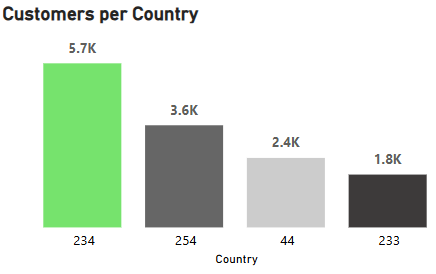 Customers per Country
5.7K
3.6K
2.4K
1.8K
234 254 44 233
Country